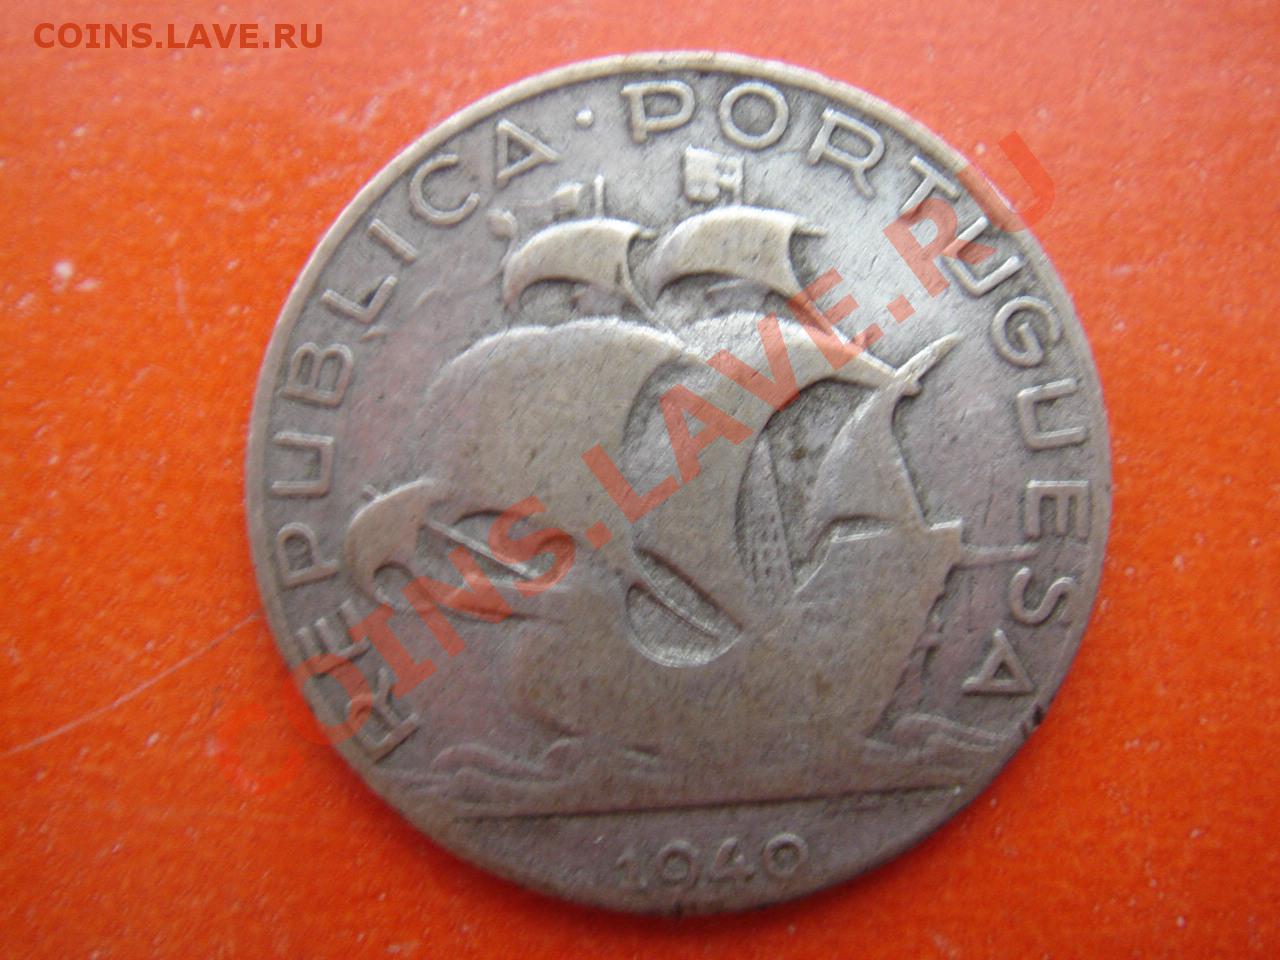 COINS.LAVE.RU
REPUBLICA · PORTUGUESA
COINS.LAVE.RU
1940